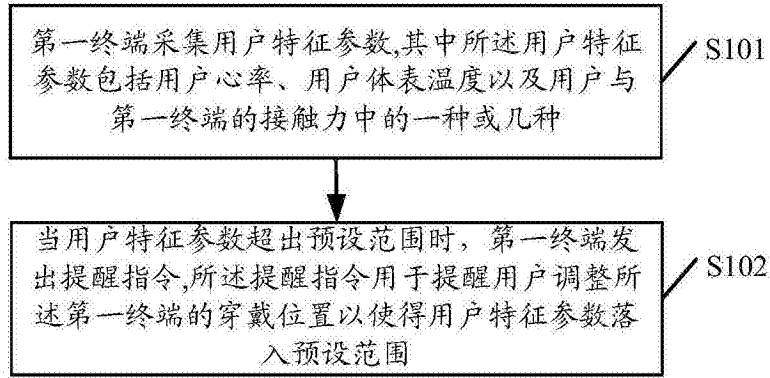 第一终端采集用户特征参数,其中所述用户特征
参数包括用户心率、用户体表温度以及用户与
第一终端的接触力中的一种或几种
S101
当用户特征参数超出预设范围时，第一终端发
出提醒指令,所述提醒指令用于提醒用户调整所
述第一终端的穿戴位置以使得用户特征参数落
入预设范围
S102